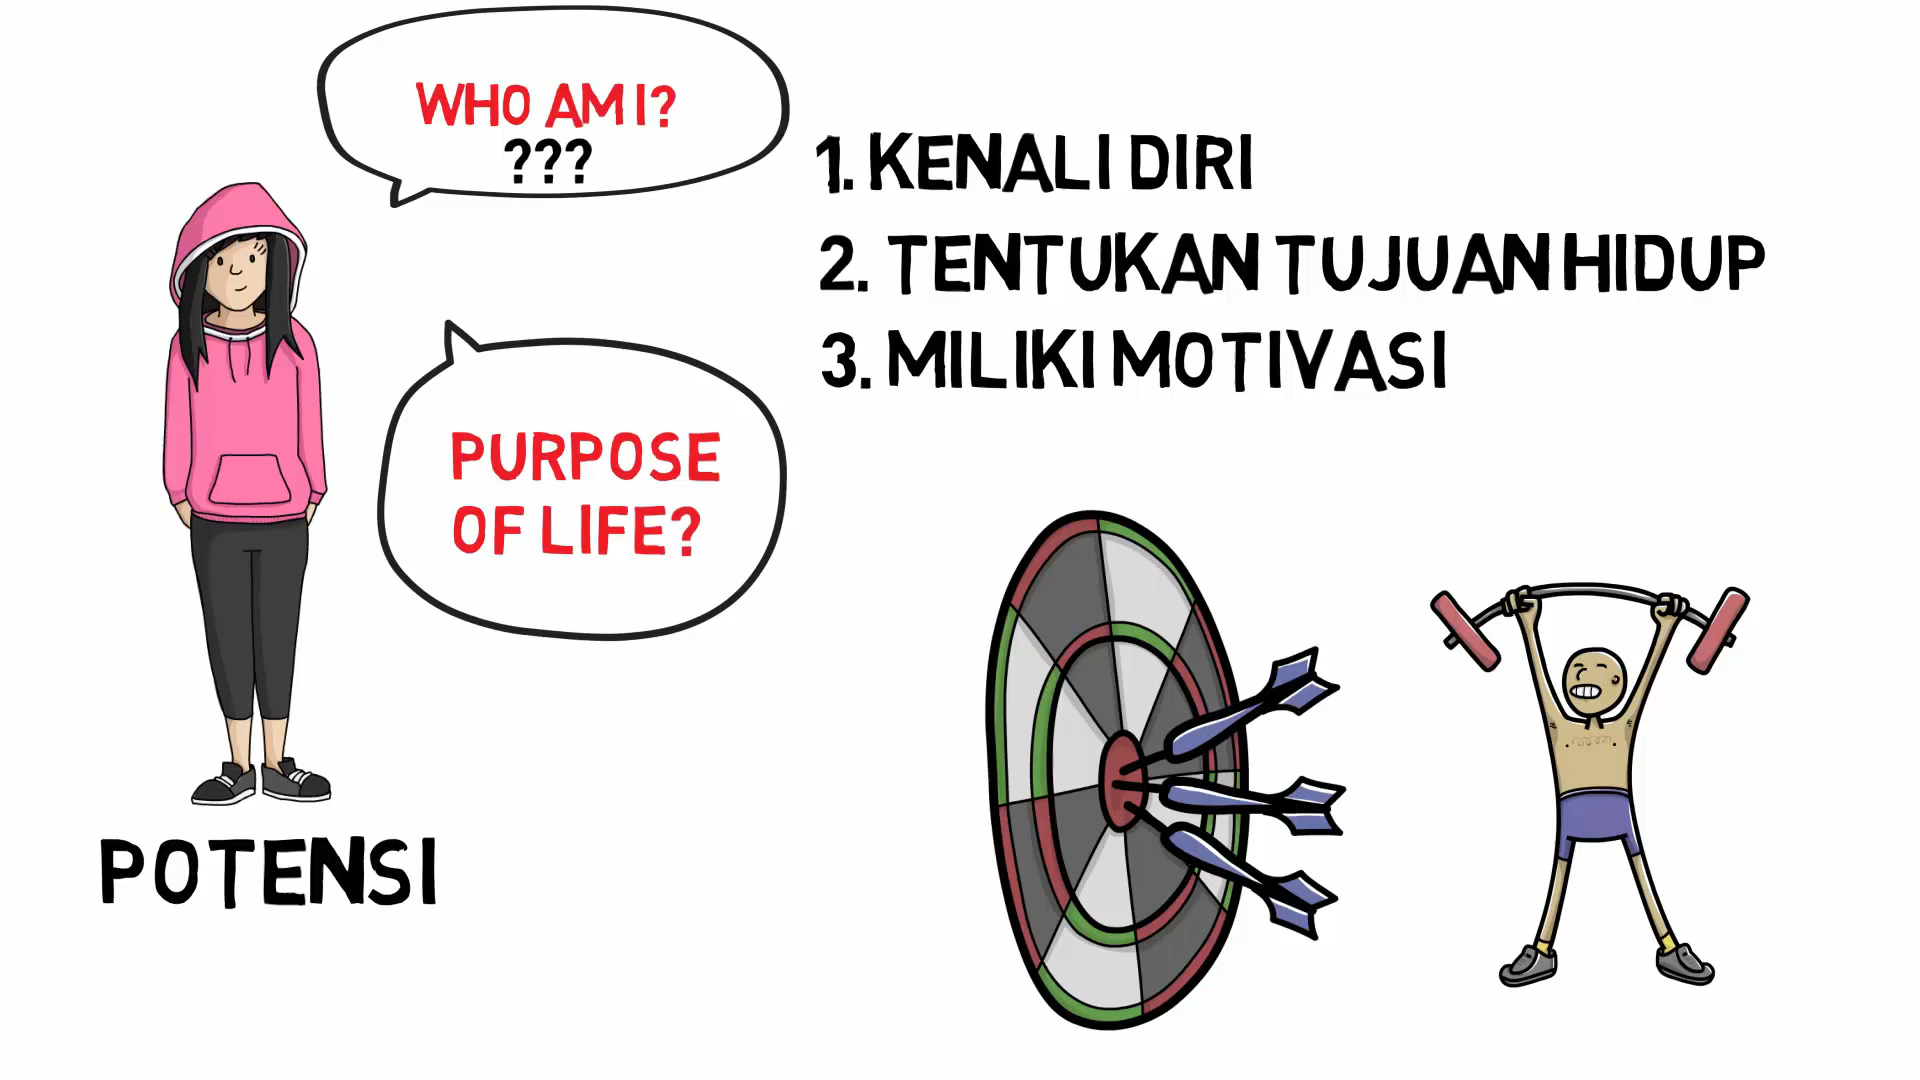 WHO AM I?
???
1. KENALI DIRI
2. TENTUKAN TUJUAN HIDUP
3. MILIKI MOTIVASI
PURPOSE
OF LIFE?
POTENSI